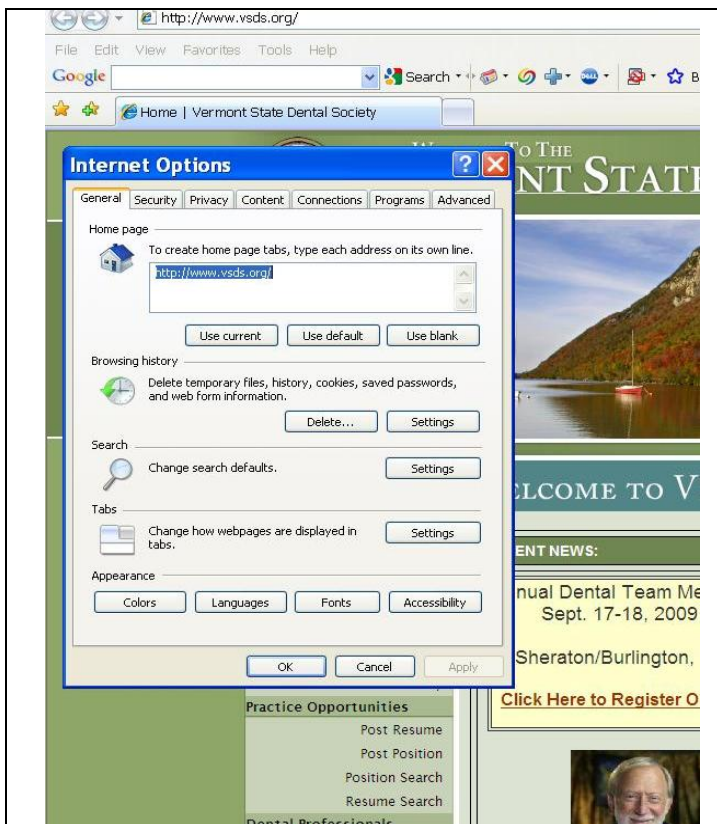 http://www.vsds.org/
File Edit View Favorites Tools Help
Google Search B
Home | Vermont State Dental Society
To The
NT STATE
Internet Options
General Security Privacy Content Connections Programs Advanced
Home page
To create home page tabs, type each address on its own line.
http://www.vsds.org/
Use current Use default Use blank
Browsing history
Delete temporary files, history, cookies, saved passwords,
and web form information.
Delete... Settings
Search
Change search defaults. Settings
Tabs
Change how webpages are displayed in
tabs.
Settings
Appearance
Colors Languages Fonts Accessibility
OK Cancel Apply
ELCOME TO V
ENT NEWS:
nual Dental Team Me
Sept. 17-18, 2009
Sheraton/Burlington,
Click Here to Register O
Practice Opportunities
Post Resume
Post Position
Position Search
Resume Search
Dental Professionals